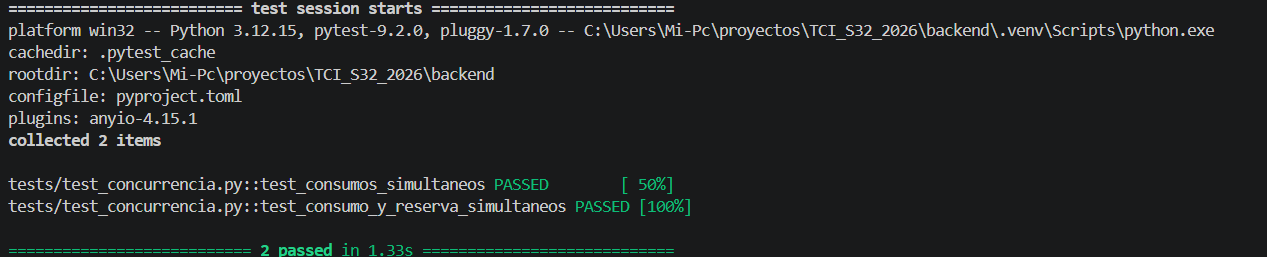 ========================== test session starts ===========================
platform win32 -- Python 3.12.15, pytest-9.2.0, pluggy-1.7.0 -- C:\Users\Mi-Pc\proyectos\TCI_S32_2026\backend\.venv\Scripts\python.exe
cachedir: .pytest_cache
rootdir: C:\Users\Mi-Pc\proyectos\TCI_S32_2026\backend
configfile: pyproject.toml
plugins: anyio-4.15.1
collected 2 items
tests/test_concurrencia.py::test_consumos_simultaneos PASSED        [ 50%]
tests/test_concurrencia.py::test_consumo_y_reserva_simultaneos PASSED [100%]
=========================== 2 passed in 1.33s ============================